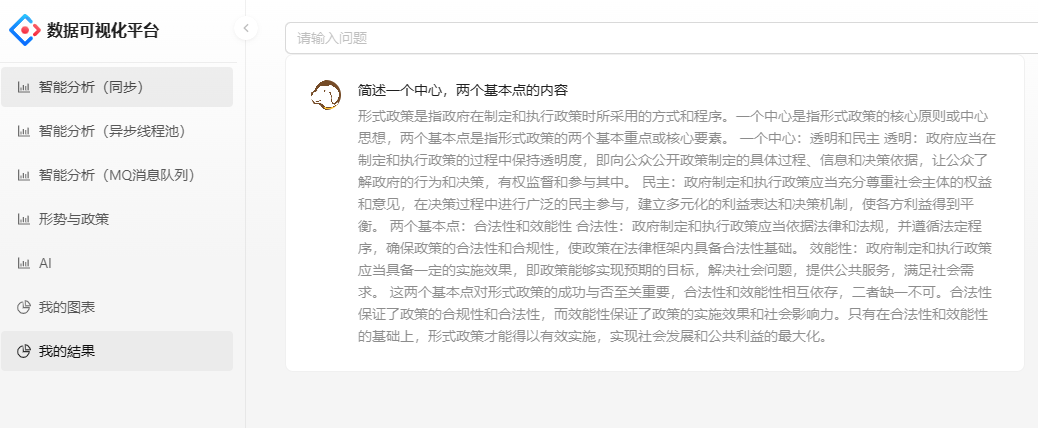 数据可视化平台
智能分析（同步）
智能分析（异步线程池）
智能分析（MQ消息队列）
形势与政策
AI
我的图表
我的结果
请输入问题
简述一个中心，两个基本点的内容
形式政策是指政府在制定和执行政策时所采用的方式和程序。一个中心是指形式政策的核心原则或中心
思想，两个基本点是指形式政策的两个基本重点或核心要素。 一个中心：透明和民主 透明：政府应当在
制定和执行政策的过程中保持透明度，即向公众公开政策制定的具体过程、信息和决策依据，让公众了
解政府的行为和决策，有权监督和参与其中。 民主：政府制定和执行政策应当充分尊重社会主体的权益
和意见，在决策过程中进行广泛的民主参与，建立多元化的利益表达和决策机制，使各方利益得到平
衡。 两个基本点：合法性和效能性 合法性：政府制定和执行政策应当依据法律和法规，并遵循法定程
序，确保政策的合法性和合规性，使政策在法律框架内具备合法性基础。 效能性：政府制定和执行政策
应当具备一定的实施效果，即政策能够实现预期的目标，解决社会问题，提供公共服务，满足社会需
求。 这两个基本点对形式政策的成功与否至关重要，合法性和效能性相互依存，二者缺一不可。合法性
保证了政策的合规性和合法性，而效能性保证了政策的实施效果和社会影响力。只有在合法性和效能性
的基础上，形式政策才能得以有效实施，实现社会发展和公共利益的最大化。